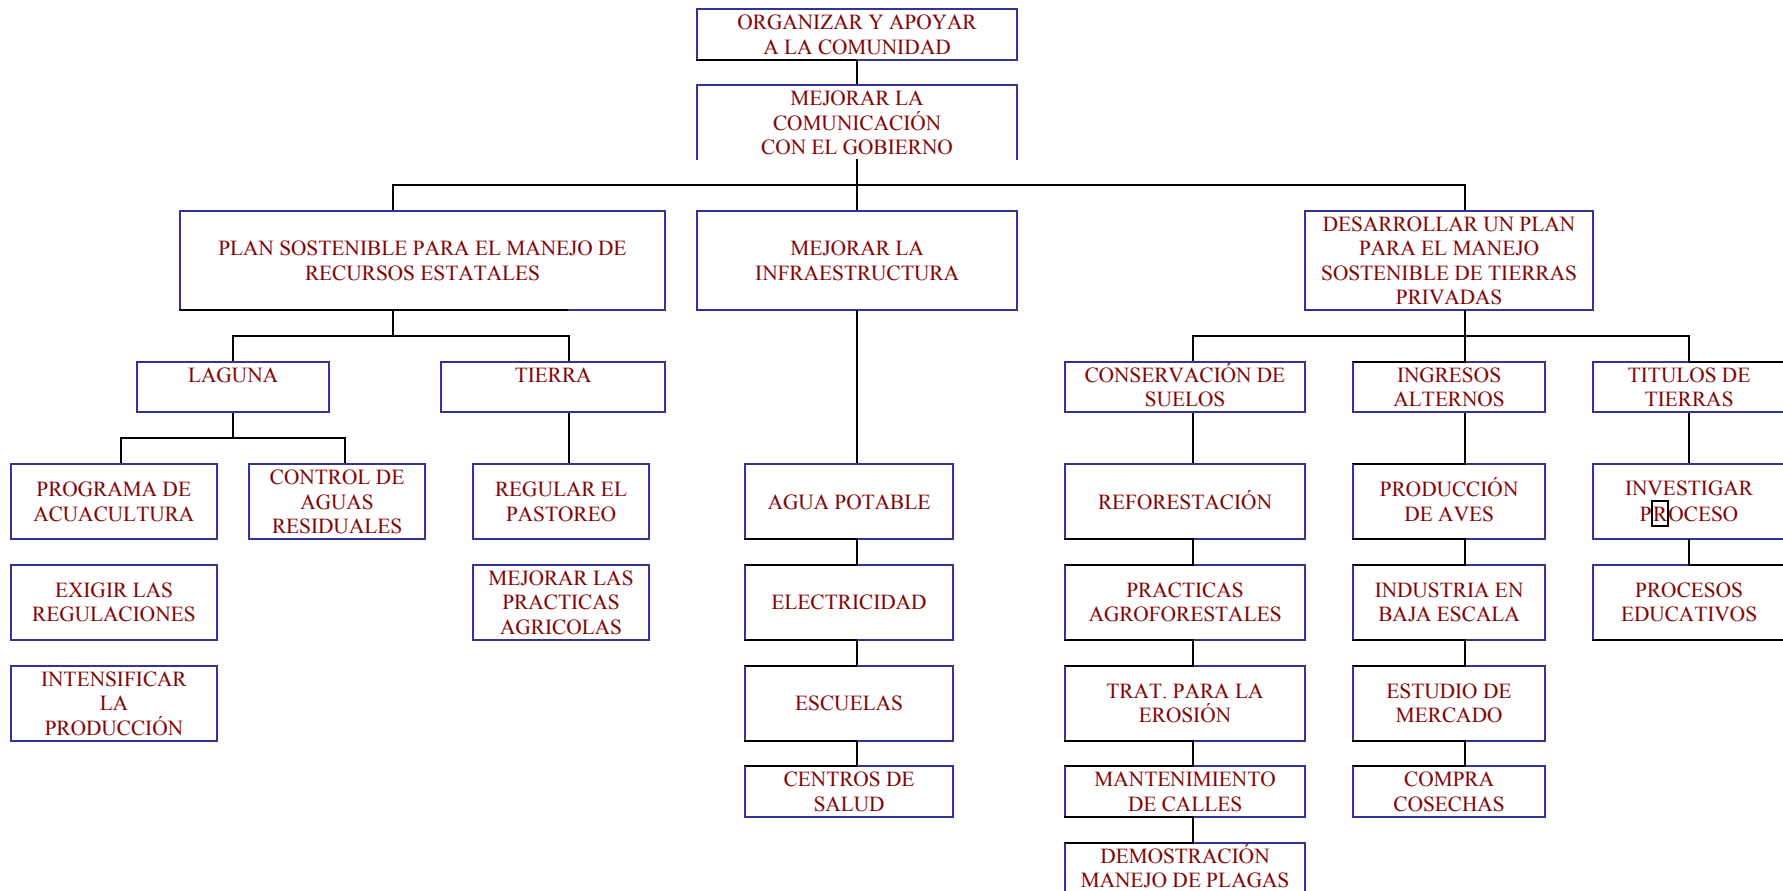 ORGANIZAR Y APOYAR
A LA COMUNIDAD
MEJORAR LA
COMUNICACIÓN
CON EL GOBIERNO
PLAN SOSTENIBLE PARA EL MANEJO DE
RECURSOS ESTATALES
MEJORAR LA
INFRAESTRUCTURA
DESARROLLAR UN PLAN
PARA EL MANEJO
SOSTENIBLE DE TIERRAS
PRIVADAS
LAGUNA
TIERRA
CONSERVACIÓN DE
SUELOS
INGRESOS
ALTERNOS
TITULOS DE
TIERRAS
PROGRAMA DE
ACUACULTURA
CONTROL DE
AGUAS
RESIDUALES
REGULAR EL
PASTOREO
AGUA POTABLE
REFORESTACIÓN
PRODUCCIÓN
DE AVES
INVESTIGAR
PROCESO
EXIGIR LAS
REGULACIONES
MEJORAR LAS
PRACTICAS
AGRICOLAS
ELECTRICIDAD
PRACTICAS
AGROFORESTALES
INDUSTRIA EN
BAJA ESCALA
PROCESOS
EDUCATIVOS
INTENSIFICAR
LA
PRODUCCIÓN
ESCUELAS
TRAT. PARA LA
EROSIÓN
ESTUDIO DE
MERCADO
CENTROS DE
SALUD
MANTENIMIENTO
DE CALLES
COMPRA
COSECHAS
DEMOSTRACIÓN
MANEJO DE PLAGAS